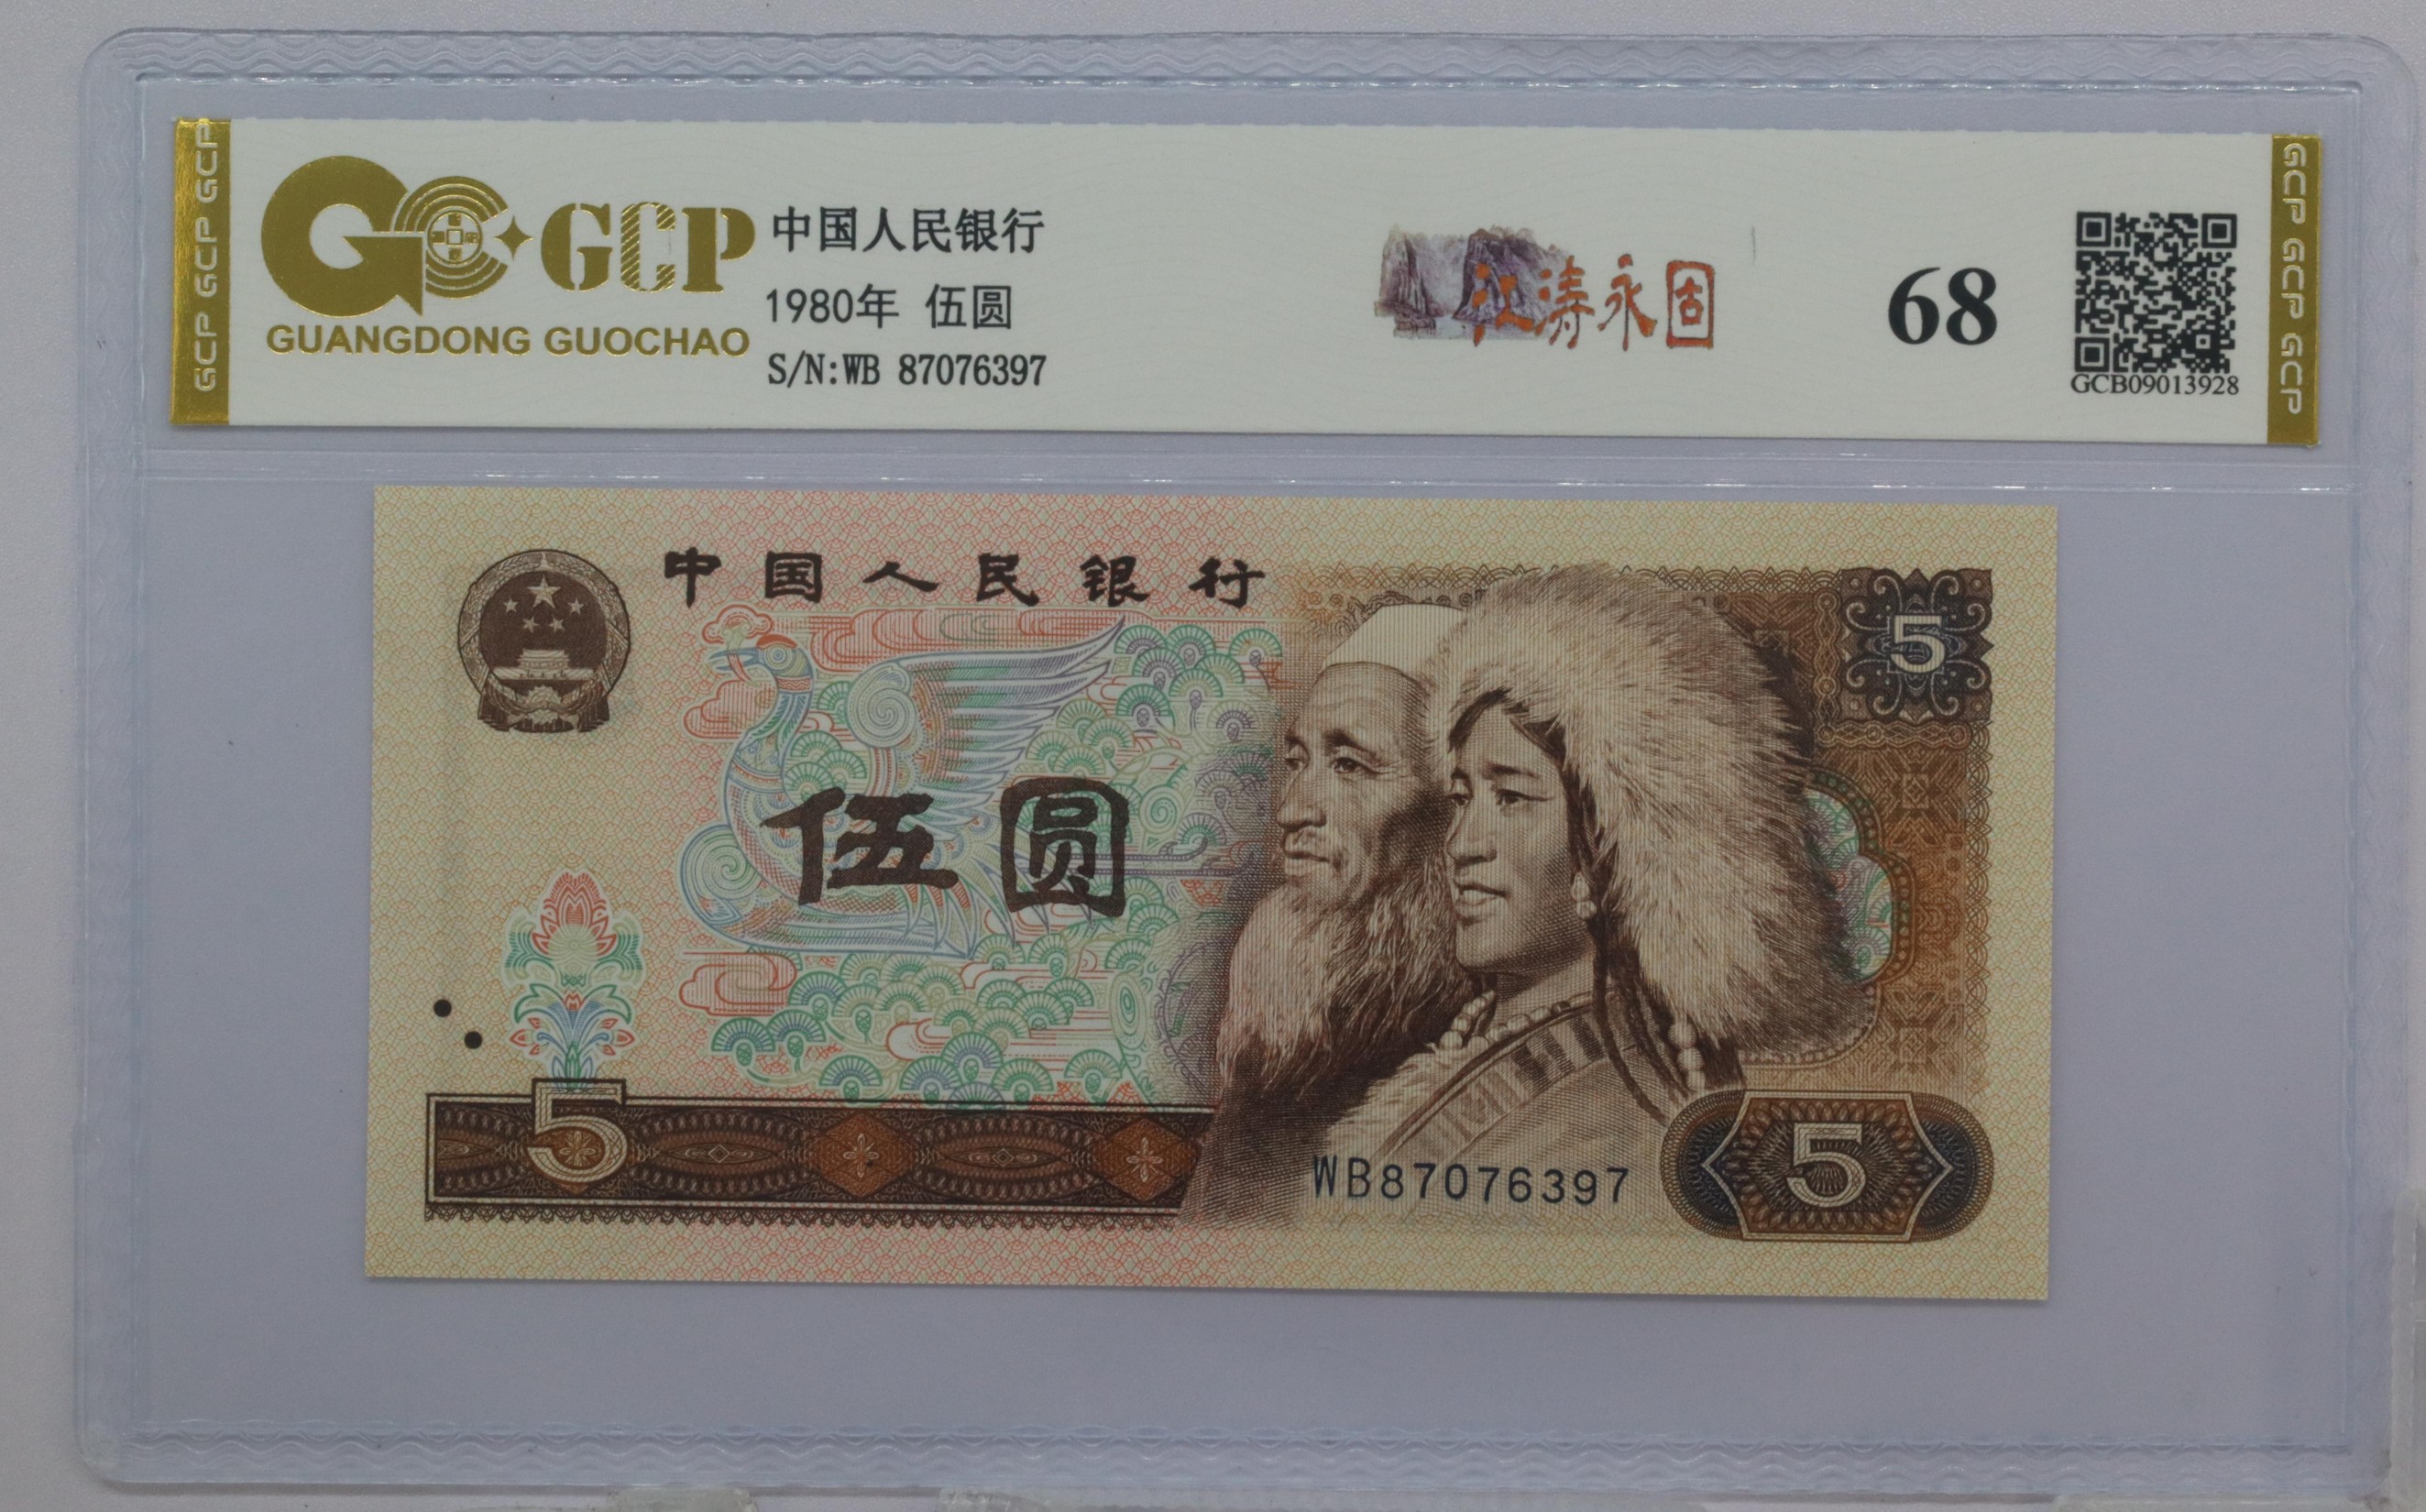 GCP GCP GCP
GCP
GUANGDONG GUOCHAO
中国人民银行
1980年 伍圆
S/N:WB 87076397
江涛永固
68
GCB09013928
GCP GCP GCP
中国人民银行
5
伍圆
5
WB87076397
5